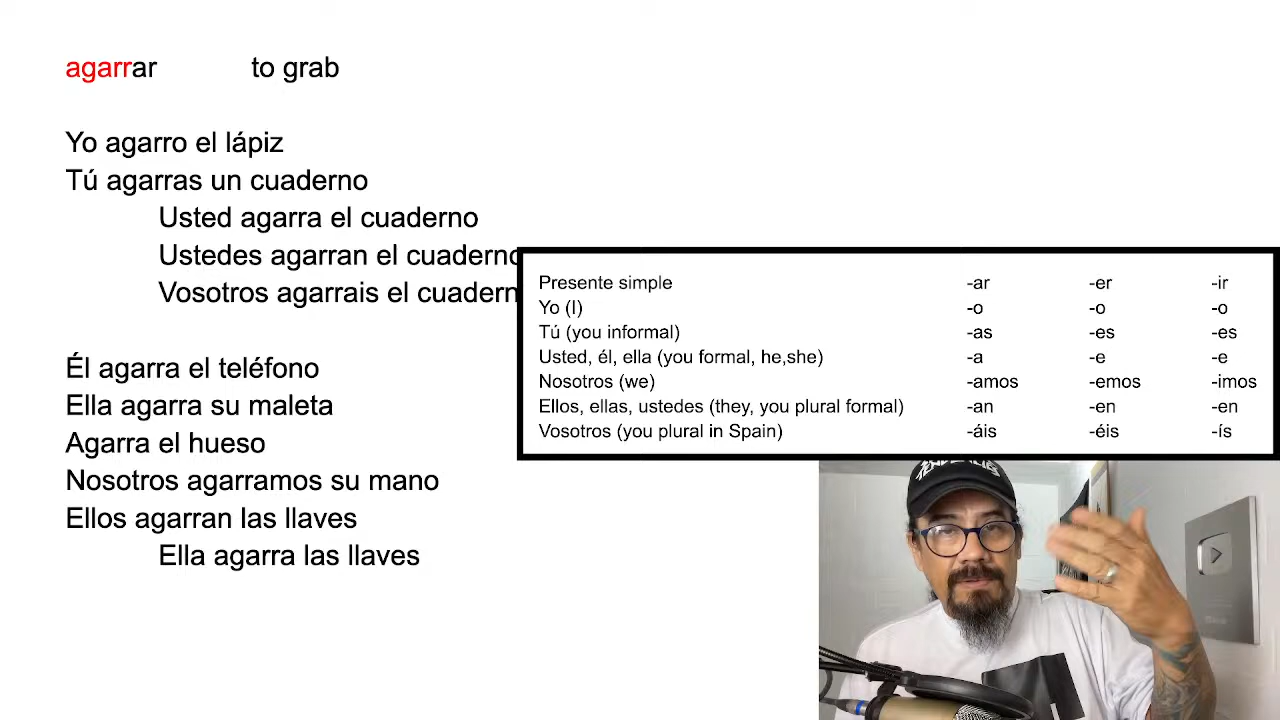 agarrar to grab
Yo agarro el lápiz
Tú agarras un cuaderno
Usted agarra el cuaderno
Ustedes agarran el cuaderno
Vosotros agarrais el cuadern
Él agarra el teléfono
Ella agarra su maleta
Agarra el hueso
Nosotros agarramos su mano
Ellos agarran las llaves
Ella agarra las llaves
Presente simple -ar -er -ir
Yo (I) -o -o -o
Tú (you informal) -as -es -es
Usted, él, ella (you formal, he,she) -a -e -e
Nosotros (we) -amos -emos -imos
Ellos, ellas, ustedes (they, you plural formal) -an -en -en
Vosotros (you plural in Spain) -áis -éis -ís